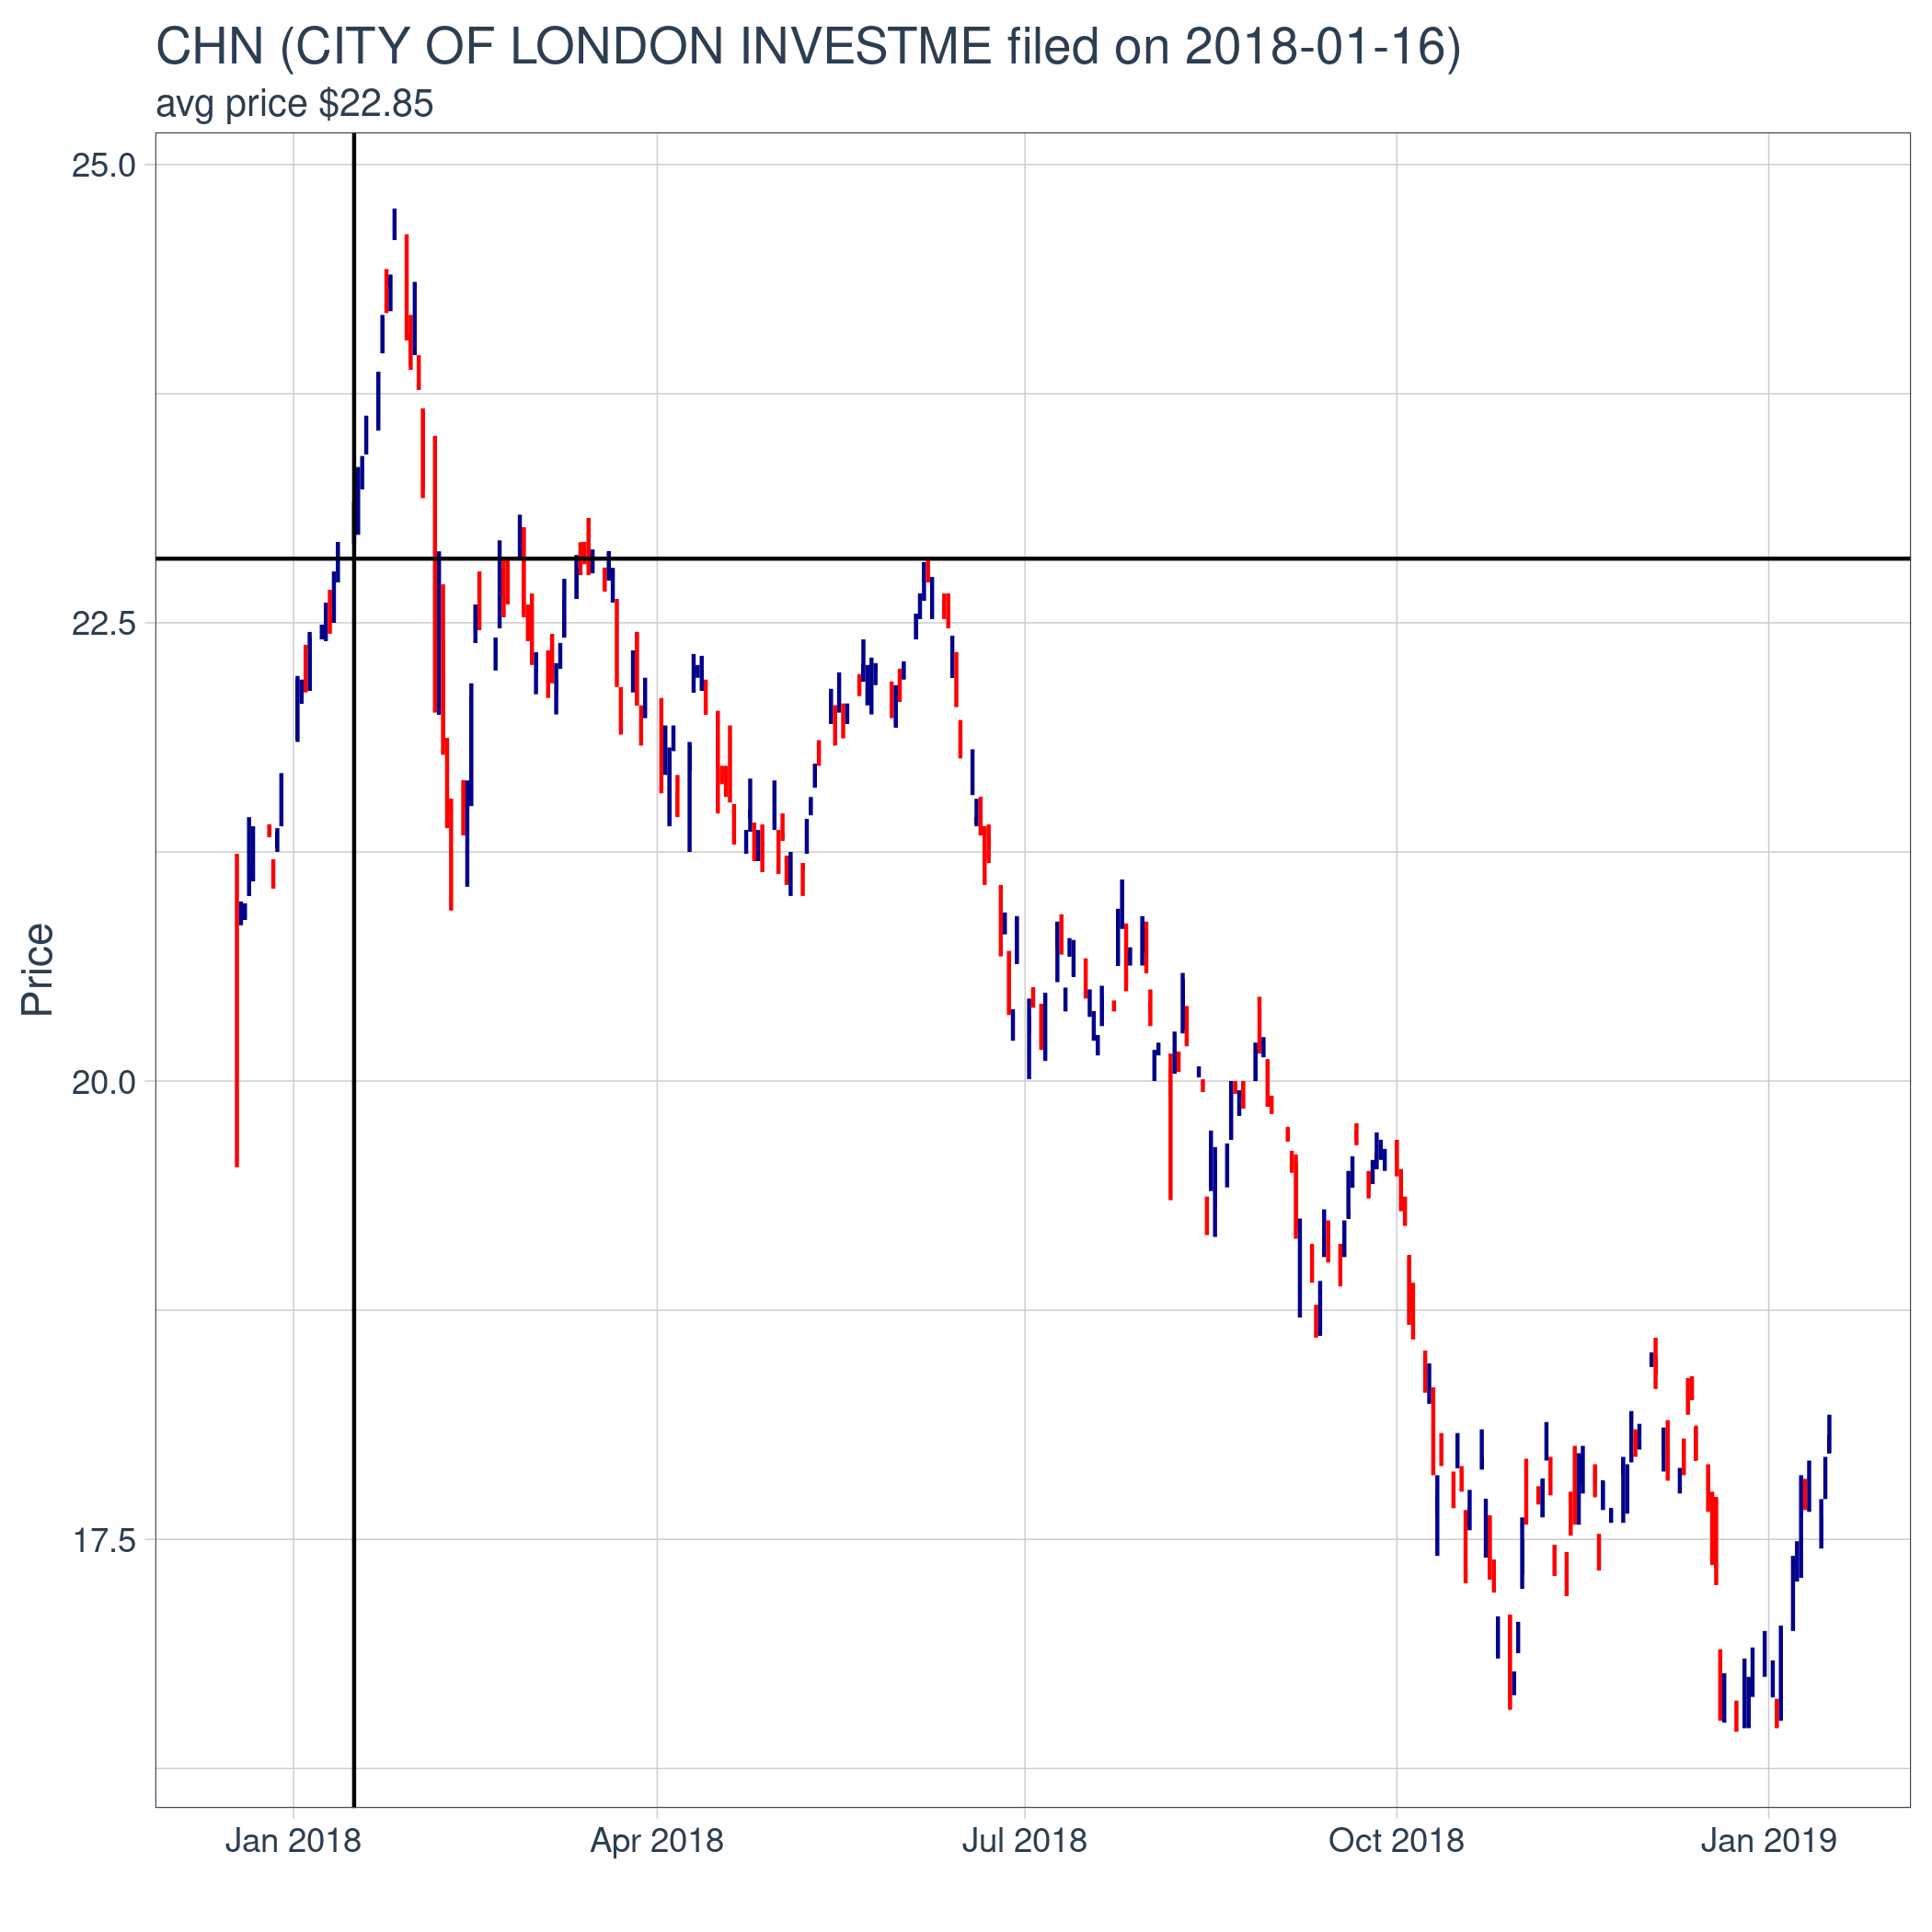 CHN (CITY OF LONDON INVESTME filed on 2018-01-16)
avg price $22.85
25.0
22.5
20.0
17.5
Price
Jan 2018
Apr 2018
Jul 2018
Oct 2018
Jan 2019